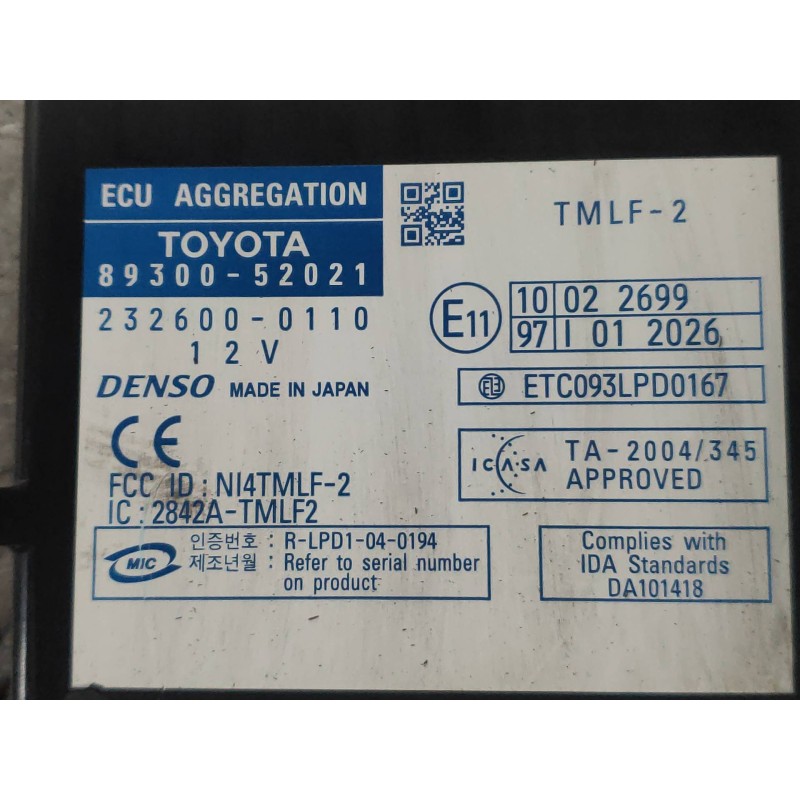 ECU AGGREGATION
TMLF-2
TOYOTA
89300-52021
232600-0110
12V
E11
10 02 2699
97 I 01 2026
DENSO MADE IN JAPAN
ETC093LPD0167
CE
ICASA
TA-2004/345
APPROVED
FCC ID : NI4TMLF-2
IC : 2842A-TMLF2
MIC
인증번호 : R-LPD1-04-0194
제조년월 : Refer to serial number
on product
Complies with
IDA Standards
DA101418